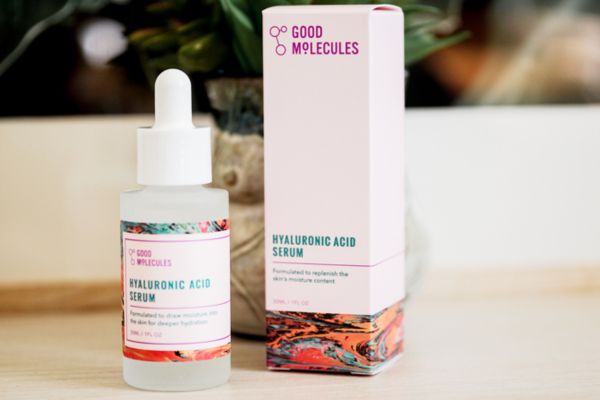 GOOD
MOLECULES
HYALURONIC ACID
SERUM
Formulated to draw moisture into
the skin for deeper hydration
30ML / 1FL OZ
GOOD
MOLECULES
HYALURONIC ACID
SERUM
Formulated to replenish the
skin's moisture content
30ML / 1FL OZ